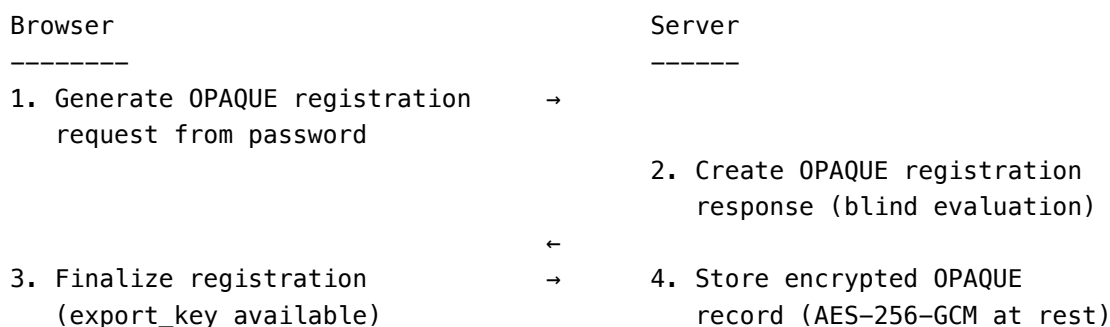 Browser                                Server
--------                               ------
1. Generate OPAQUE registration     →
   request from password
                                       2. Create OPAQUE registration
                                          response (blind evaluation)
                                    ←
3. Finalize registration            →  4. Store encrypted OPAQUE
   (export_key available)                 record (AES-256-GCM at rest)